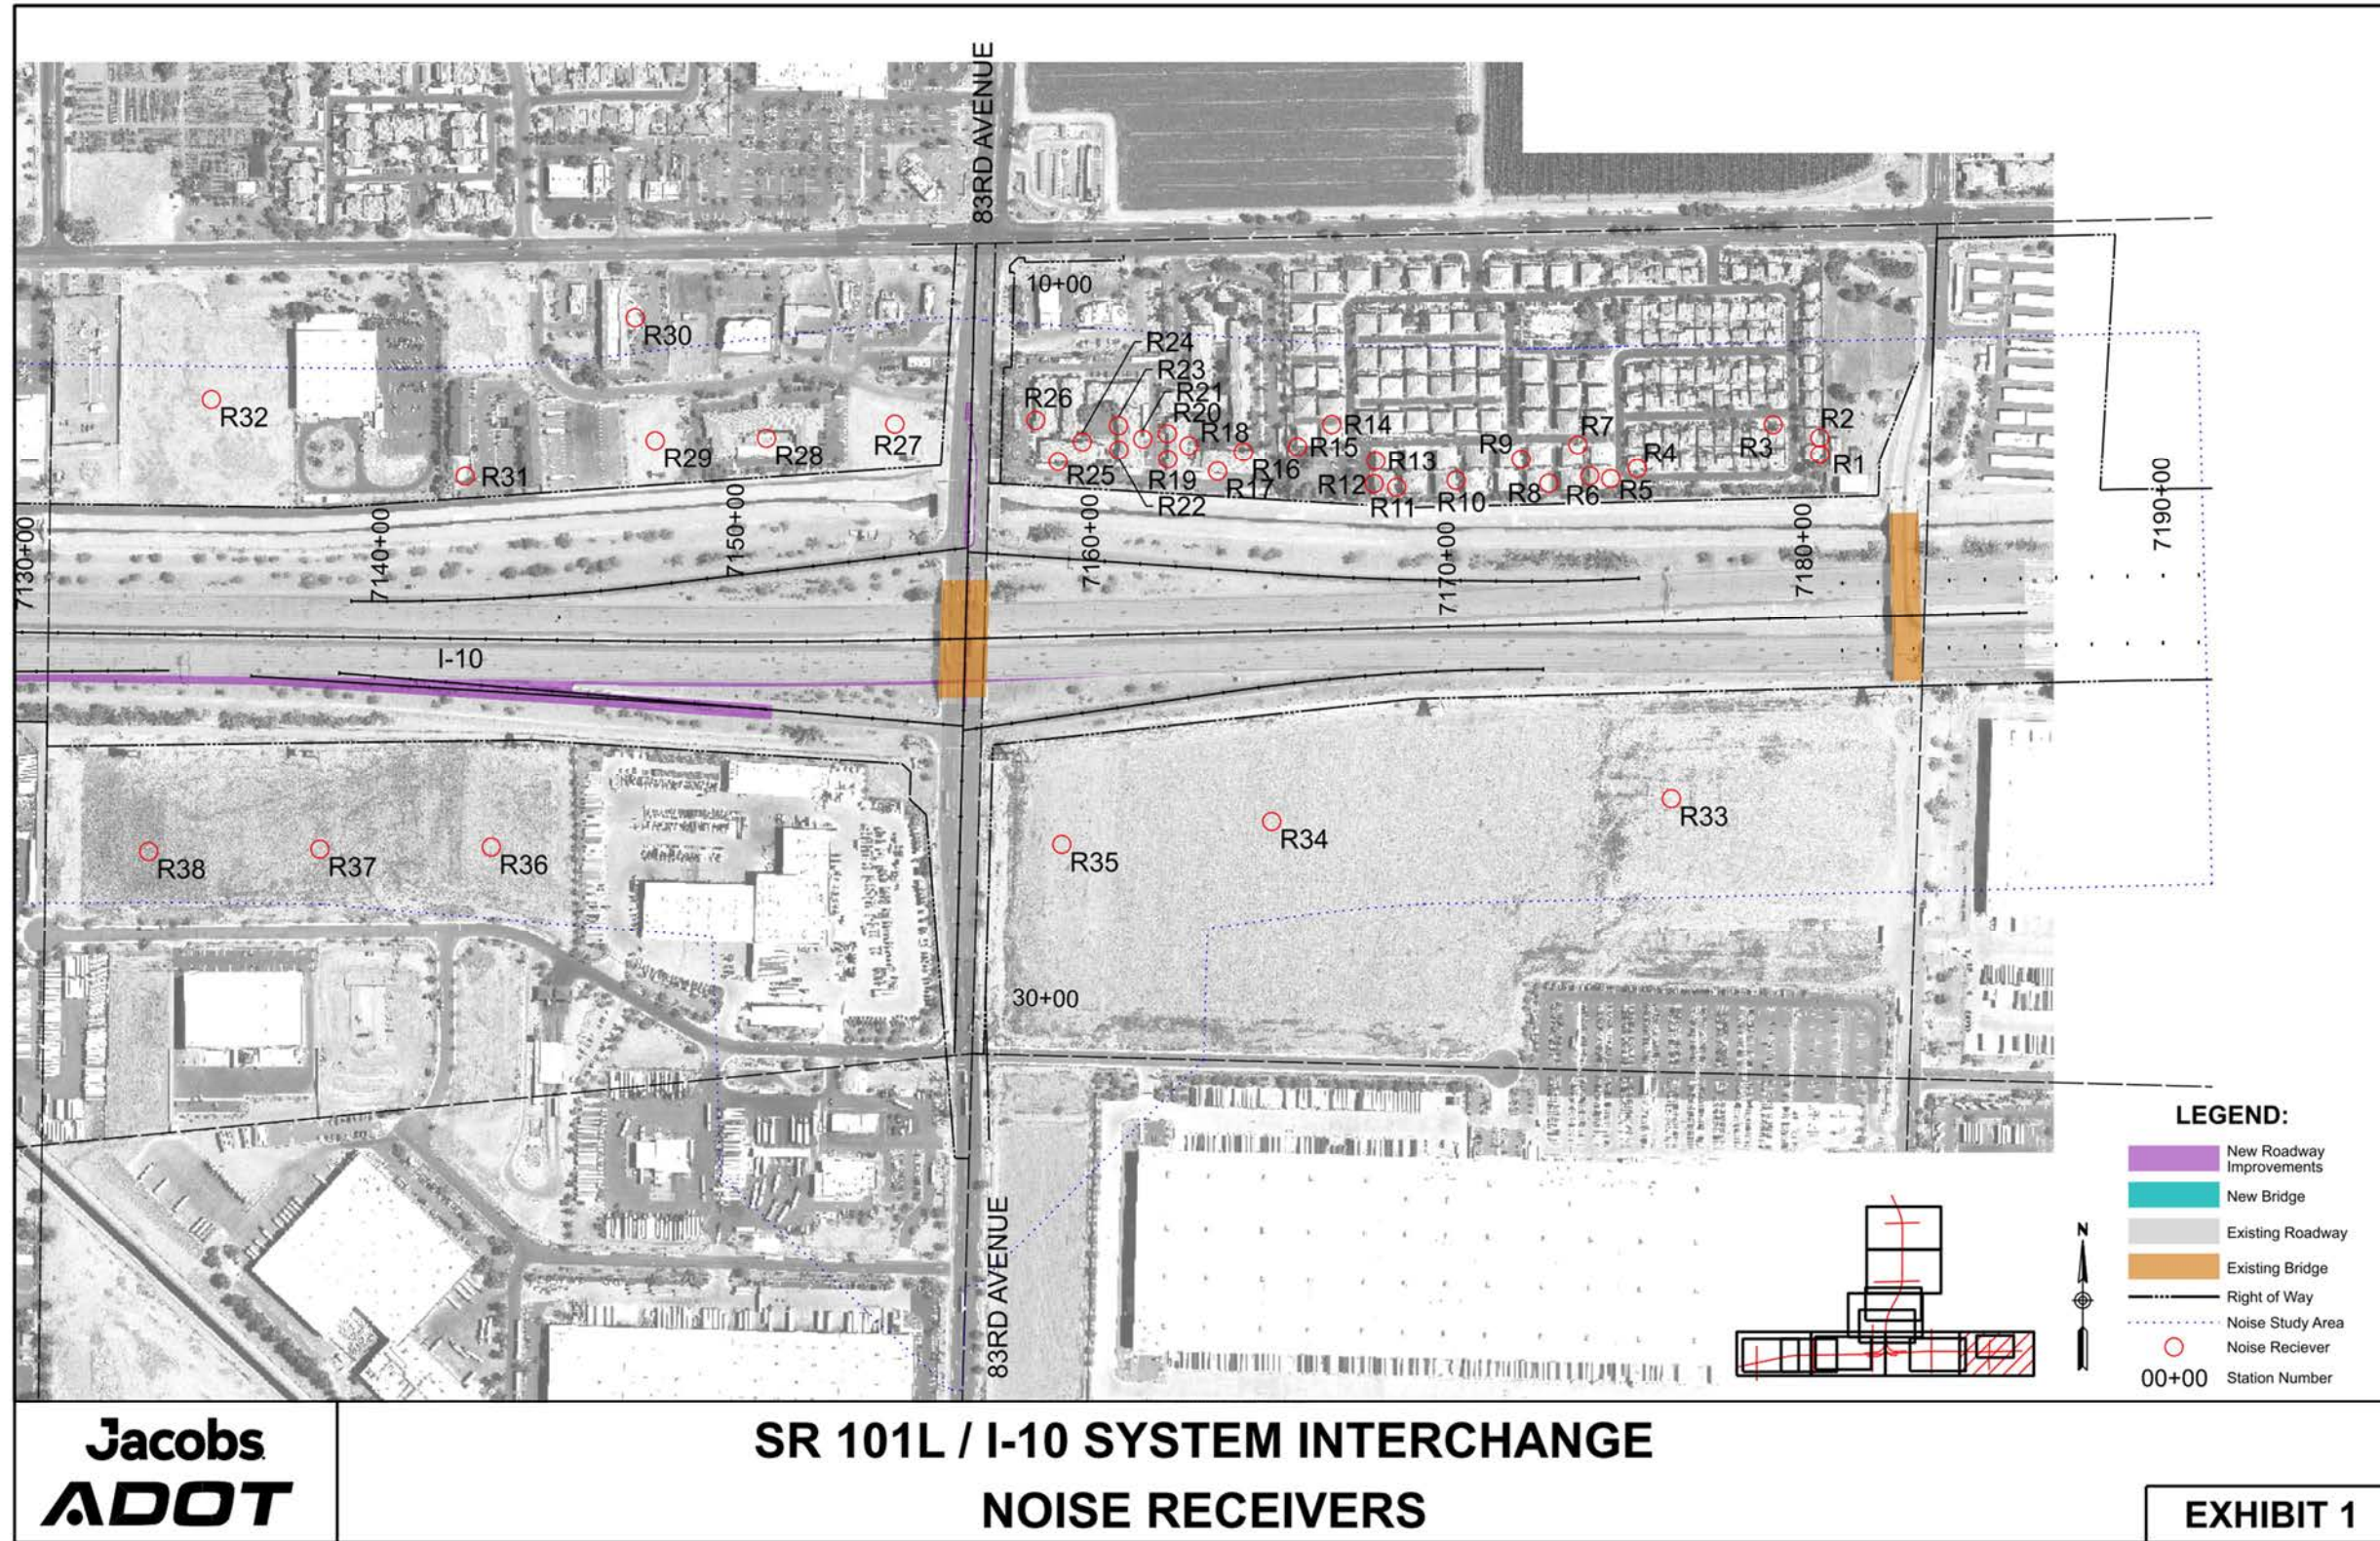 83RD AVENUE
10+00
R30
R24
R23
R21
R26
R20
R32
R14
R7
R2
R27
R18
R9
R3
R29
R28
R15
R4
R1
R31
R25
R19
R16
R13
R12
R8
R6
R5
R17
R11
R10
R22
7130+00
7140+00
7150+00
7160+00
7170+00
7180+00
7190+00
I-10
R33
R34
R35
R38
R37
R36
30+00
83RD AVENUE
LEGEND:
New Roadway
Improvements
New Bridge
Existing Roadway
Existing Bridge
Right of Way
Noise Study Area
Noise Reciever
00+00 Station Number
N
Jacobs
ADOT
SR 101L / I-10 SYSTEM INTERCHANGE
NOISE RECEIVERS
EXHIBIT 1